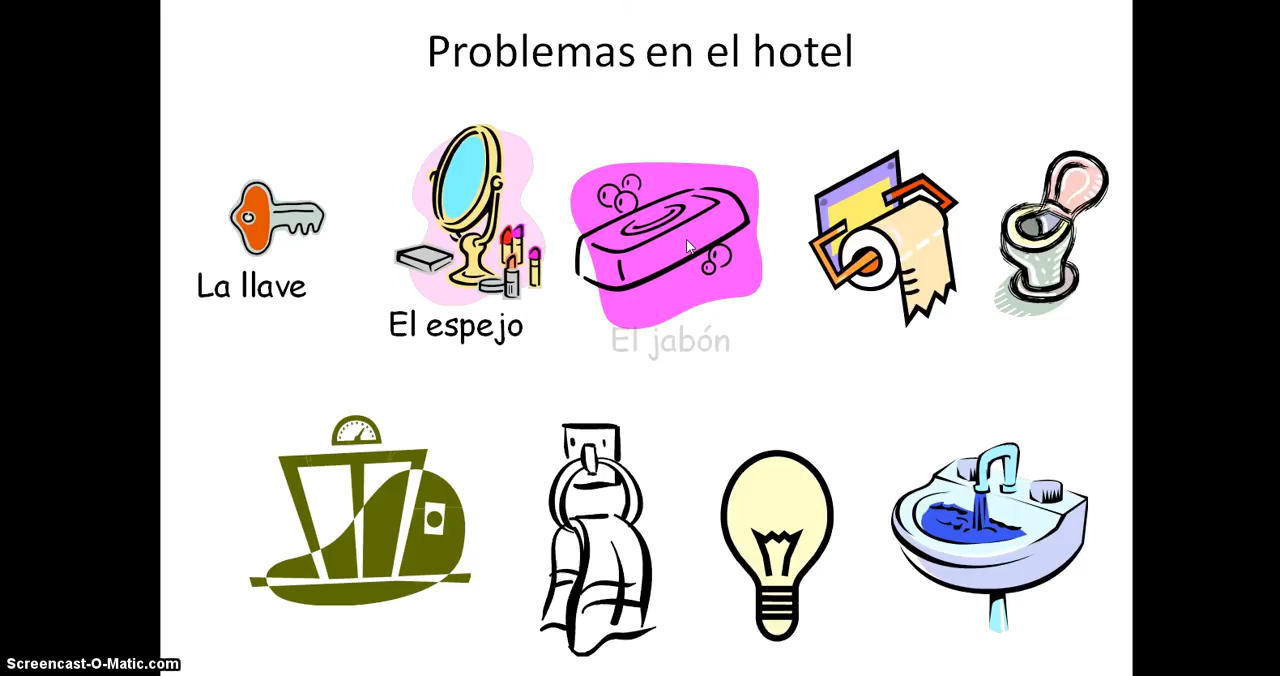 Problemas en el hotel
La llave
El espejo
El jabón
Screencast-O-Matic.com